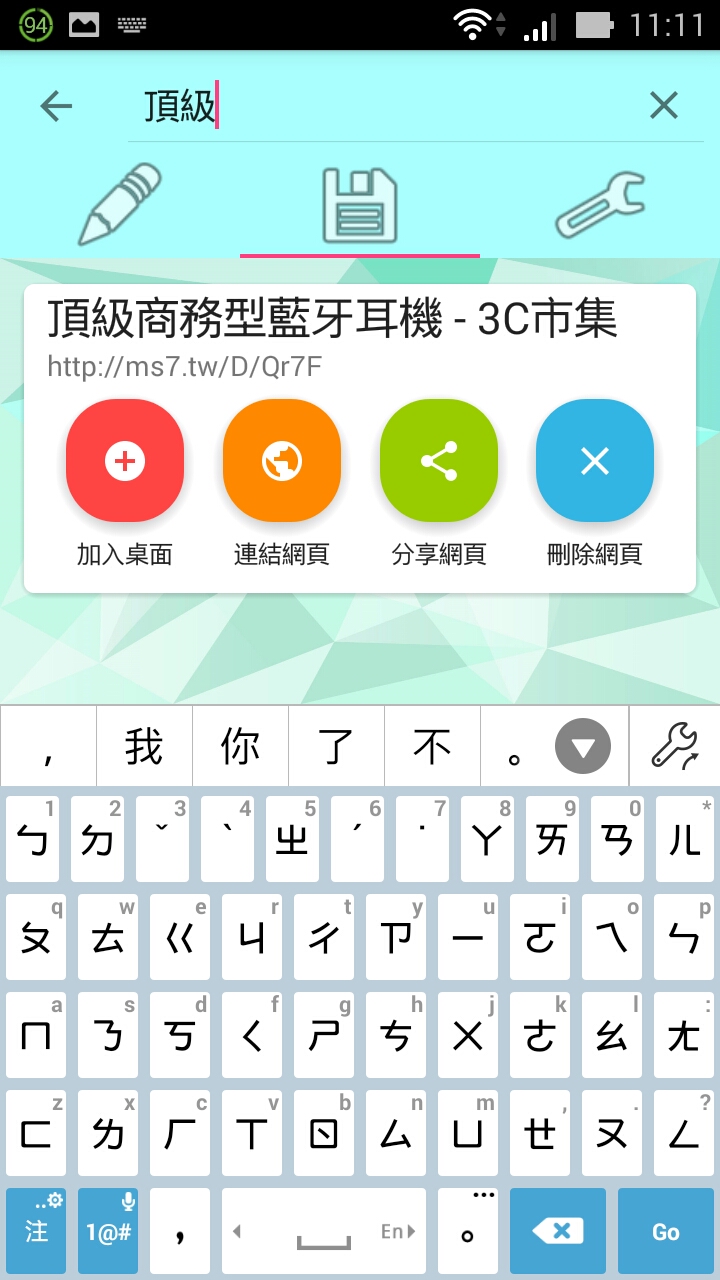 94 11:11
頂級
頂級商務型藍牙耳機 - 3C市集
http://ms7.tw/D/Qr7F
加入桌面 連結網頁 分享網頁 刪除網頁
, 我 你 了 不 。
1 2 3 4 5 6 7 8 9 0 *
ㄅ ㄉ ˇ ˋ ㄓ ˊ ˙ ㄚ ㄞ ㄢ ㄦ
q w e r t y u i o p
ㄆ ㄊ ㄍ ㄐ ㄔ ㄗ ㄧ ㄛ ㄟ ㄣ
a s d f g h j k l :
ㄇ ㄋ ㄎ ㄑ ㄕ ㄘ ㄨ ㄜ ㄠ ㄤ
z x c v b n m , . ?
ㄈ ㄌ ㄏ ㄒ ㄖ ㄙ ㄩ ㄝ ㄡ ㄥ
注 1@# , En 。 Go